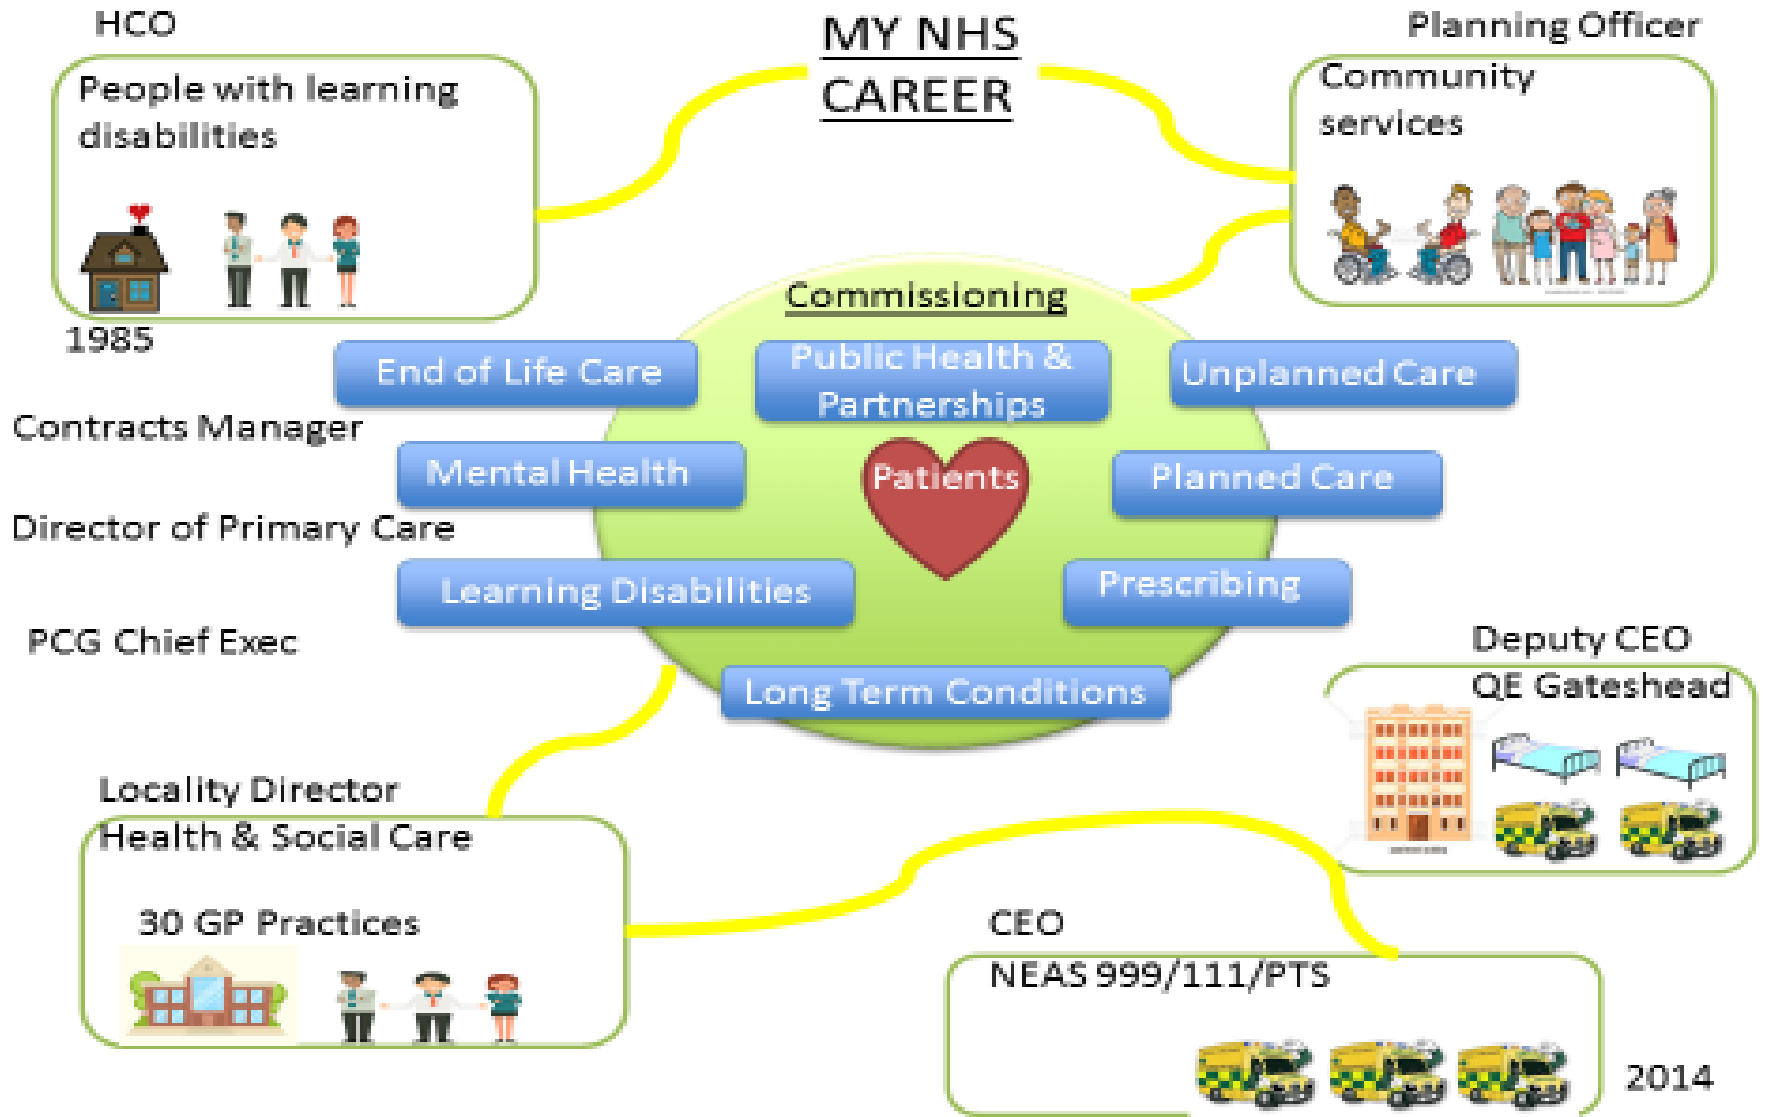 HCO
MY NHS
CAREER
Planning Officer
People with learning
disabilities
Community
services
1985
Commissioning
End of Life Care
Public Health &
Partnerships
Unplanned Care
Contracts Manager
Mental Health
Patients
Planned Care
Director of Primary Care
Learning Disabilities
Prescribing
PCG Chief Exec
Long Term Conditions
Deputy CEO
QE Gateshead
Locality Director
Health & Social Care
30 GP Practices
CEO
NEAS 999/111/PTS
2014